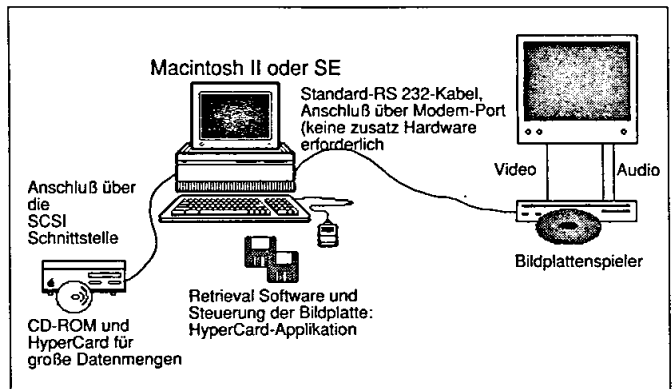 Macintosh II oder SE
Standard-RS 232-Kabel,
Anschluß über Modem-Port
(keine zusatz Hardware
erforderlich
Video
Audio
Anschluß über
die
SCSI
Schnittstelle
Bildplattenspieler
CD-ROM und
HyperCard für
große Datenmengen
Retrieval Software und
Steuerung der Bildplatte:
HyperCard-Applikation